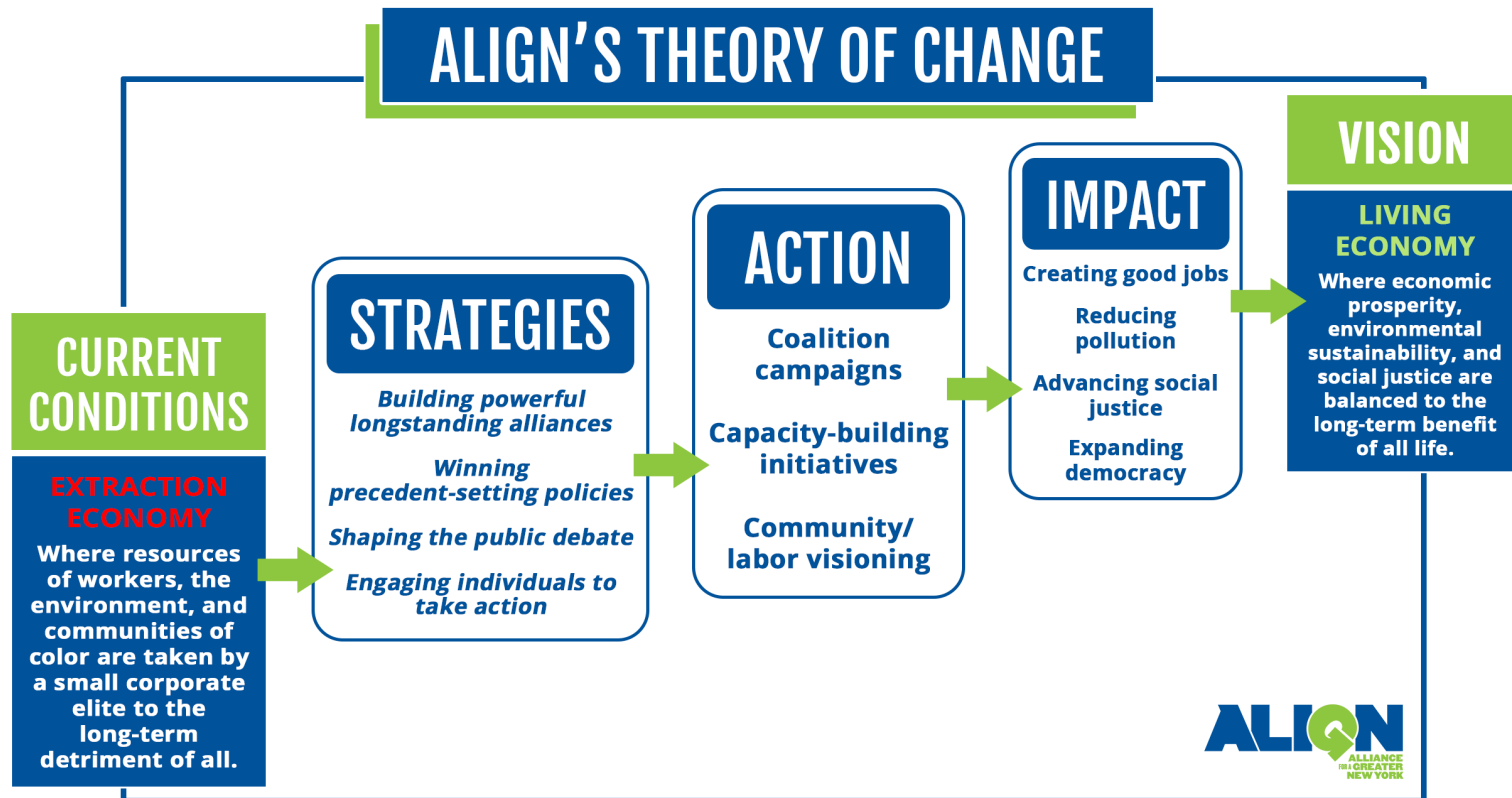 ALIGN'S THEORY OF CHANGE
CURRENT
CONDITIONS
EXTRACTION
ECONOMY
Where resources
of workers, the
environment, and
communities of
color are taken by
a small corporate
elite to the
long-term
detriment of all.
STRATEGIES
Building powerful
longstanding alliances
Winning
precedent-setting policies
Shaping the public debate
Engaging individuals to
take action
ACTION
Coalition
campaigns
Capacity-building
initiatives
Community/
labor visioning
IMPACT
Creating good jobs
Reducing
pollution
Advancing social
justice
Expanding
democracy
VISION
LIVING
ECONOMY
Where economic
prosperity,
environmental
sustainability, and
social justice are
balanced to the
long-term benefit
of all life.
ALIGN
ALLIANCE
FOR A GREATER
NEW YORK